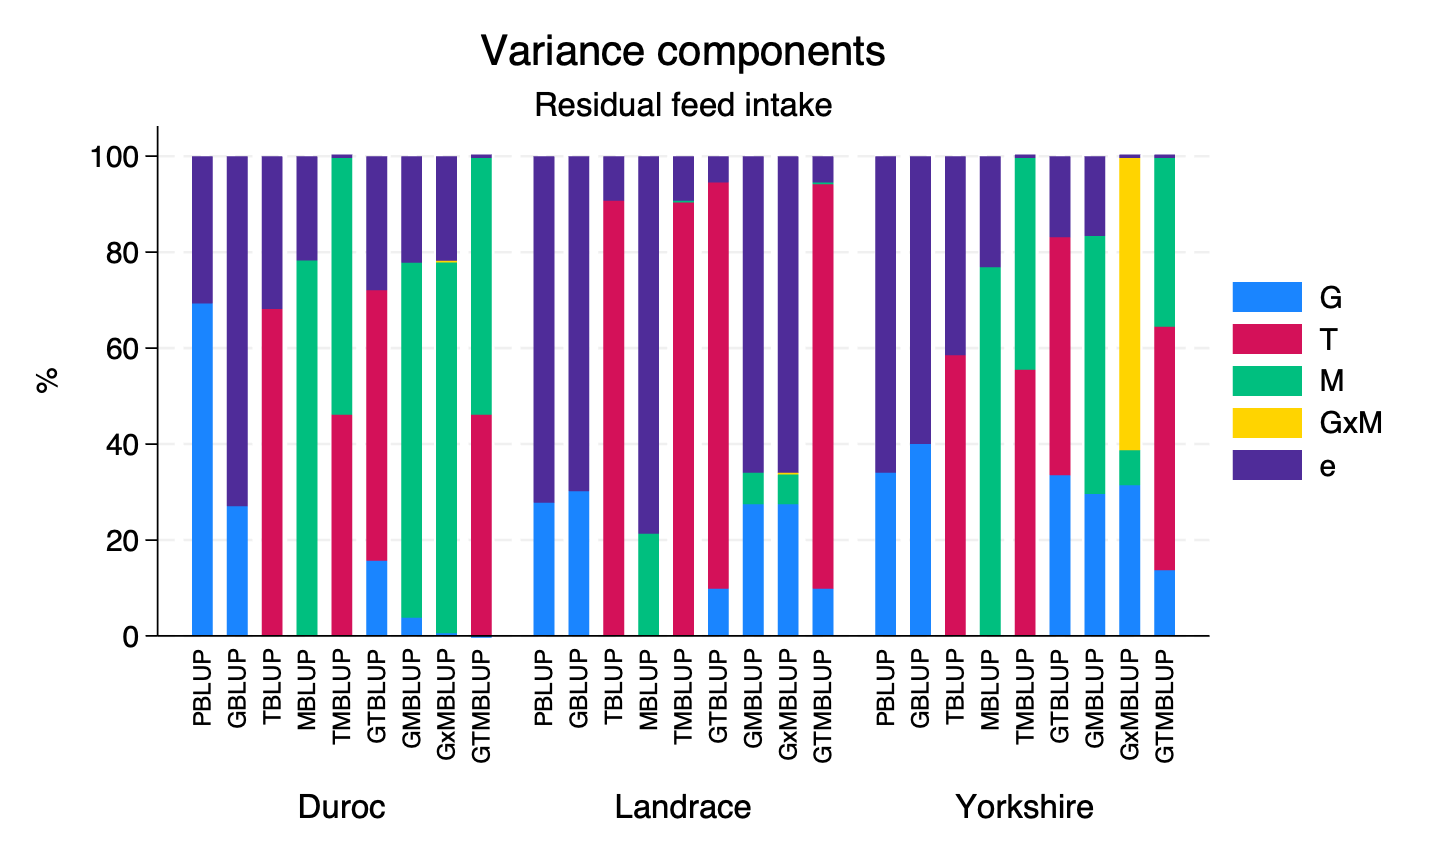 Variance components
Residual feed intake
100
80
60
40
20
0
%
PBLUP GBLUP TBLUP MBLUP TMBLUP GTBLUP GMBLUP GxMBLUP GTMBLUP PBLUP GBLUP TBLUP MBLUP TMBLUP GTBLUP GMBLUP GxMBLUP GTMBLUP PBLUP GBLUP TBLUP MBLUP TMBLUP GTBLUP GMBLUP GxMBLUP GTMBLUP
Duroc Landrace Yorkshire
G
T
M
GxM
e